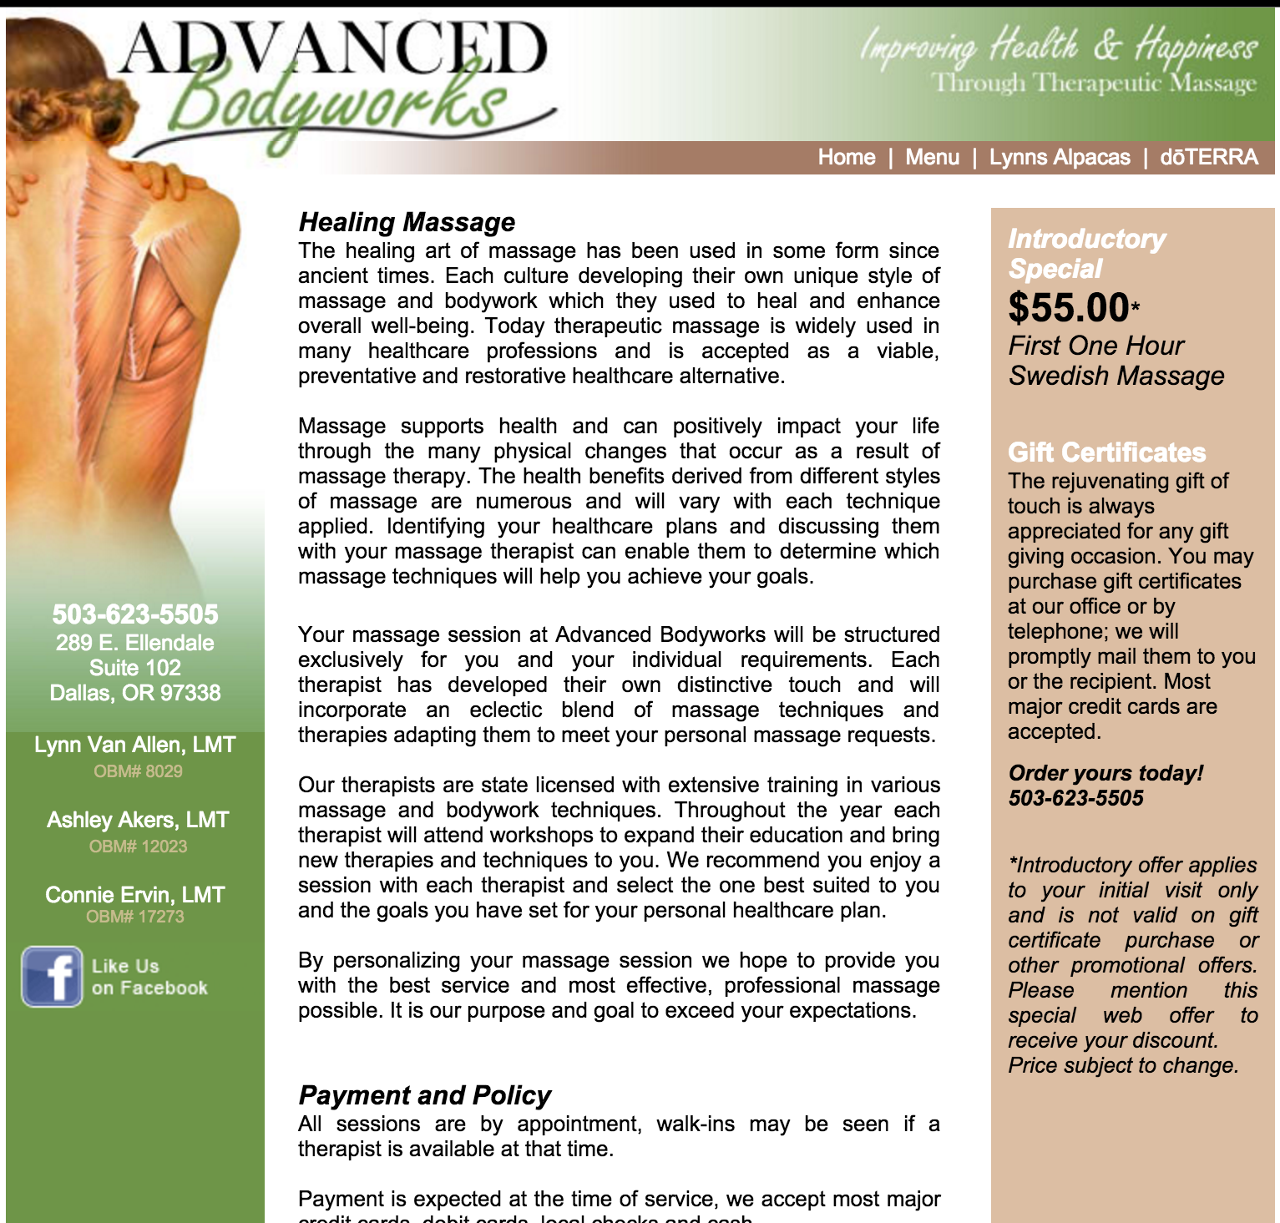 ADVANCED
Bodyworks
Improving Health & Happiness
Through Therapeutic Massage
Home | Menu | Lynns Alpacas | dōTERRA
503-623-5505
289 E. Ellendale
Suite 102
Dallas, OR 97338
Lynn Van Allen, LMT
OBM# 8029
Ashley Akers, LMT
OBM# 12023
Connie Ervin, LMT
OBM# 17273
f
Like Us
on Facebook
Healing Massage
The healing art of massage has been used in some form since
ancient times. Each culture developing their own unique style of
massage and bodywork which they used to heal and enhance
overall well-being. Today therapeutic massage is widely used in
many healthcare professions and is accepted as a viable,
preventative and restorative healthcare alternative.
Massage supports health and can positively impact your life
through the many physical changes that occur as a result of
massage therapy. The health benefits derived from different styles
of massage are numerous and will vary with each technique
applied. Identifying your healthcare plans and discussing them
with your massage therapist can enable them to determine which
massage techniques will help you achieve your goals.
Your massage session at Advanced Bodyworks will be structured
exclusively for you and your individual requirements. Each
therapist has developed their own distinctive touch and will
incorporate an eclectic blend of massage techniques and
therapies adapting them to meet your personal massage requests.
Our therapists are state licensed with extensive training in various
massage and bodywork techniques. Throughout the year each
therapist will attend workshops to expand their education and bring
new therapies and techniques to you. We recommend you enjoy a
session with each therapist and select the one best suited to you
and the goals you have set for your personal healthcare plan.
By personalizing your massage session we hope to provide you
with the best service and most effective, professional massage
possible. It is our purpose and goal to exceed your expectations.
Payment and Policy
All sessions are by appointment, walk-ins may be seen if a
therapist is available at that time.
Payment is expected at the time of service, we accept most major
credit cards, debit cards, local checks and cash.
Introductory
Special
$55.00*
First One Hour
Swedish Massage
Gift Certificates
The rejuvenating gift of
touch is always
appreciated for any gift
giving occasion. You may
purchase gift certificates
at our office or by
telephone; we will
promptly mail them to you
or the recipient. Most
major credit cards are
accepted.
Order yours today!
503-623-5505
*Introductory offer applies
to your initial visit only
and is not valid on gift
certificate purchase or
other promotional offers.
Please mention this
special web offer to
receive your discount.
Price subject to change.